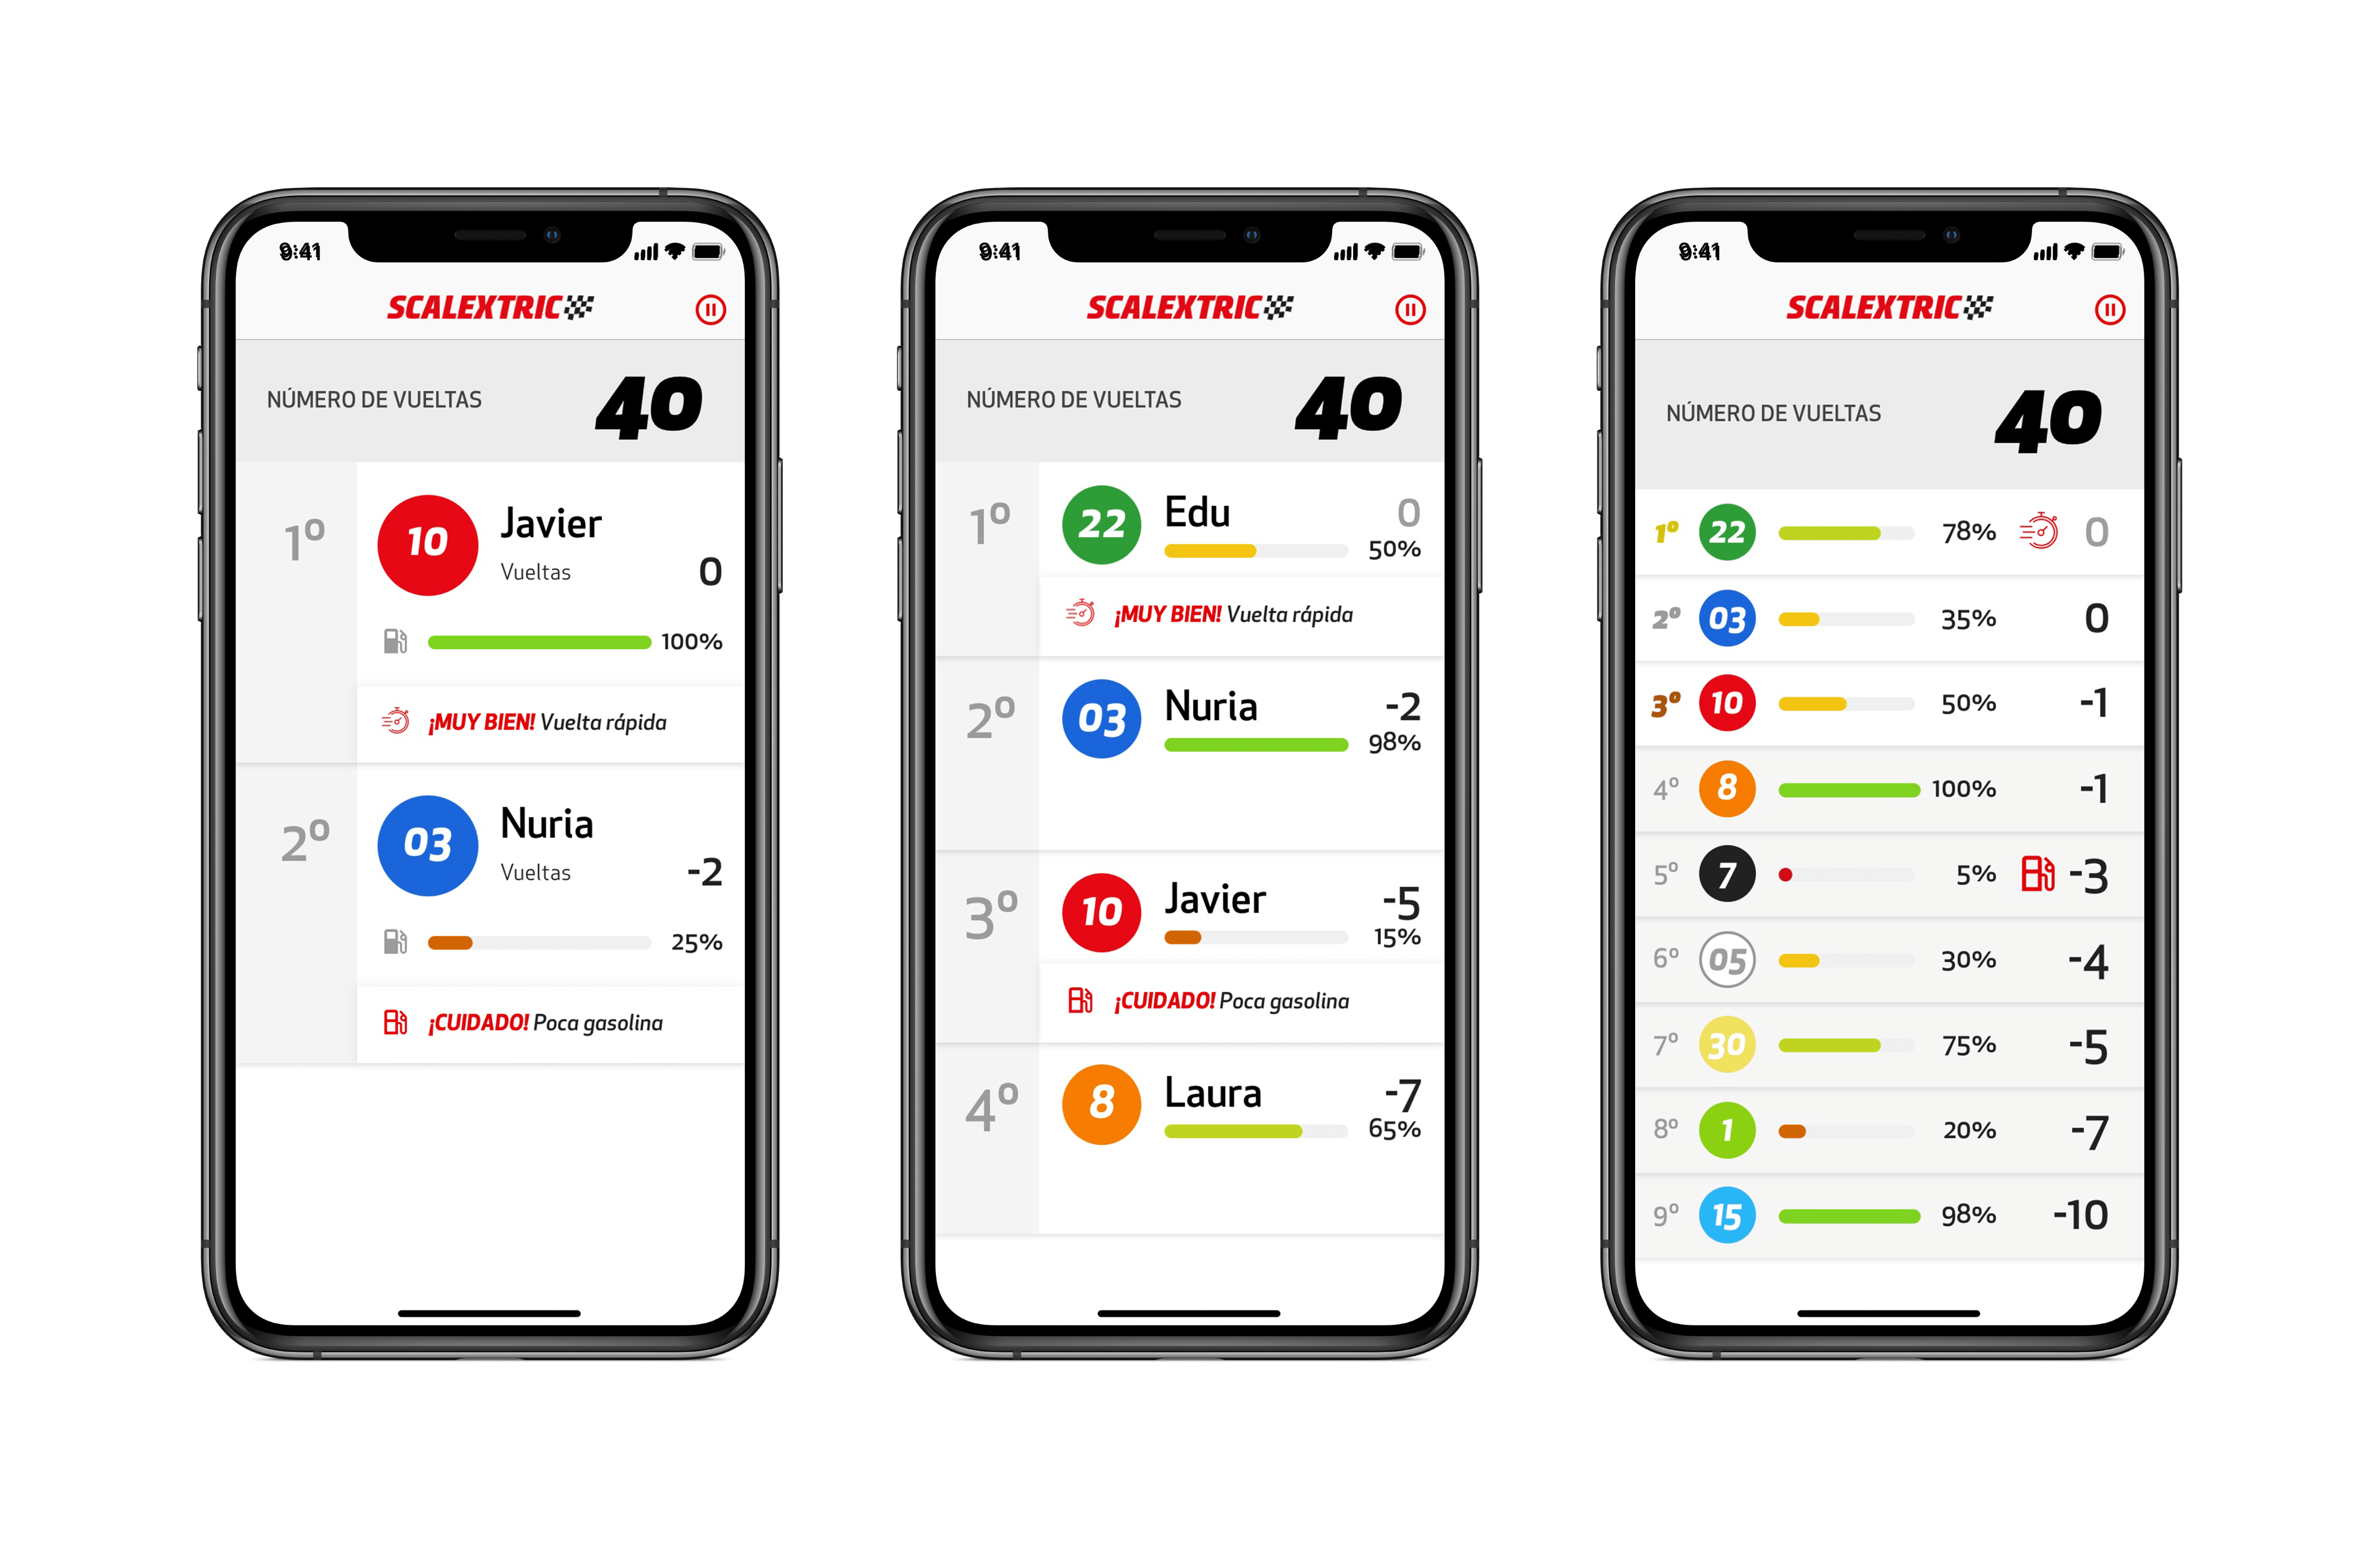 9:41
SCALEXTRIC
NÚMERO DE VUELTAS 40
1º 10 Javier
Vueltas 0
100%
¡MUY BIEN! Vuelta rápida
2º 03 Nuria
Vueltas -2
25%
¡CUIDADO! Poca gasolina
9:41
SCALEXTRIC
NÚMERO DE VUELTAS 40
1º 22 Edu 0
50%
¡MUY BIEN! Vuelta rápida
2º 03 Nuria -2
98%
3º 10 Javier -5
15%
¡CUIDADO! Poca gasolina
4º 8 Laura -7
65%
9:41
SCALEXTRIC
NÚMERO DE VUELTAS 40
1º 22 78% 0
2º 03 35% 0
3º 10 50% -1
4º 8 100% -1
5º 7 5% -3
6º 05 30% -4
7º 30 75% -5
8º 1 20% -7
9º 15 98% -10